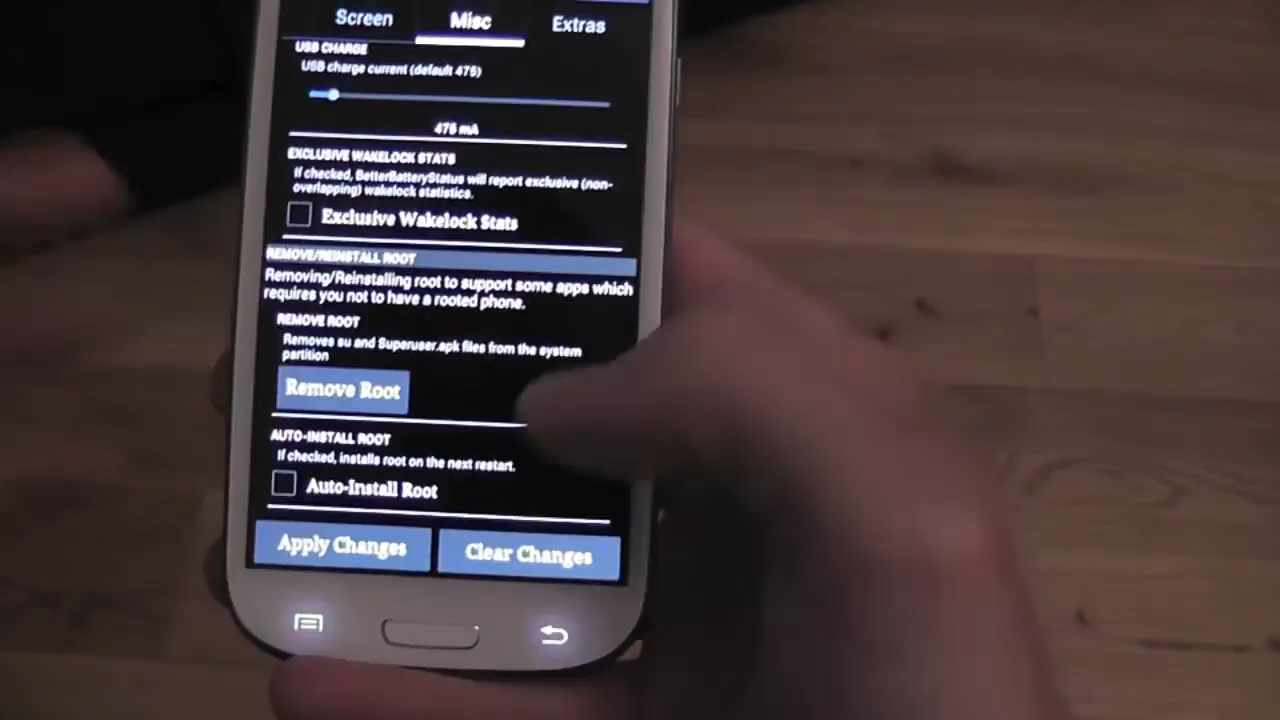 Screen Misc Extras
USB CHARGE
USB charge current (default 475)
475 mA
EXCLUSIVE WAKELOCK STATS
If checked, BetterBatteryStatus will report exclusive (non-
overlapping) wakelock statistics.
Exclusive Wakelock Stats
REMOVE/REINSTALL ROOT
Removing/Reinstalling root to support some apps which
requires you not to have a rooted phone.
REMOVE ROOT
Removes su and Superuser.apk files from the system
partition
Remove Root
AUTO-INSTALL ROOT
If checked, installs root on the next restart.
Auto-Install Root
Apply Changes Clear Changes